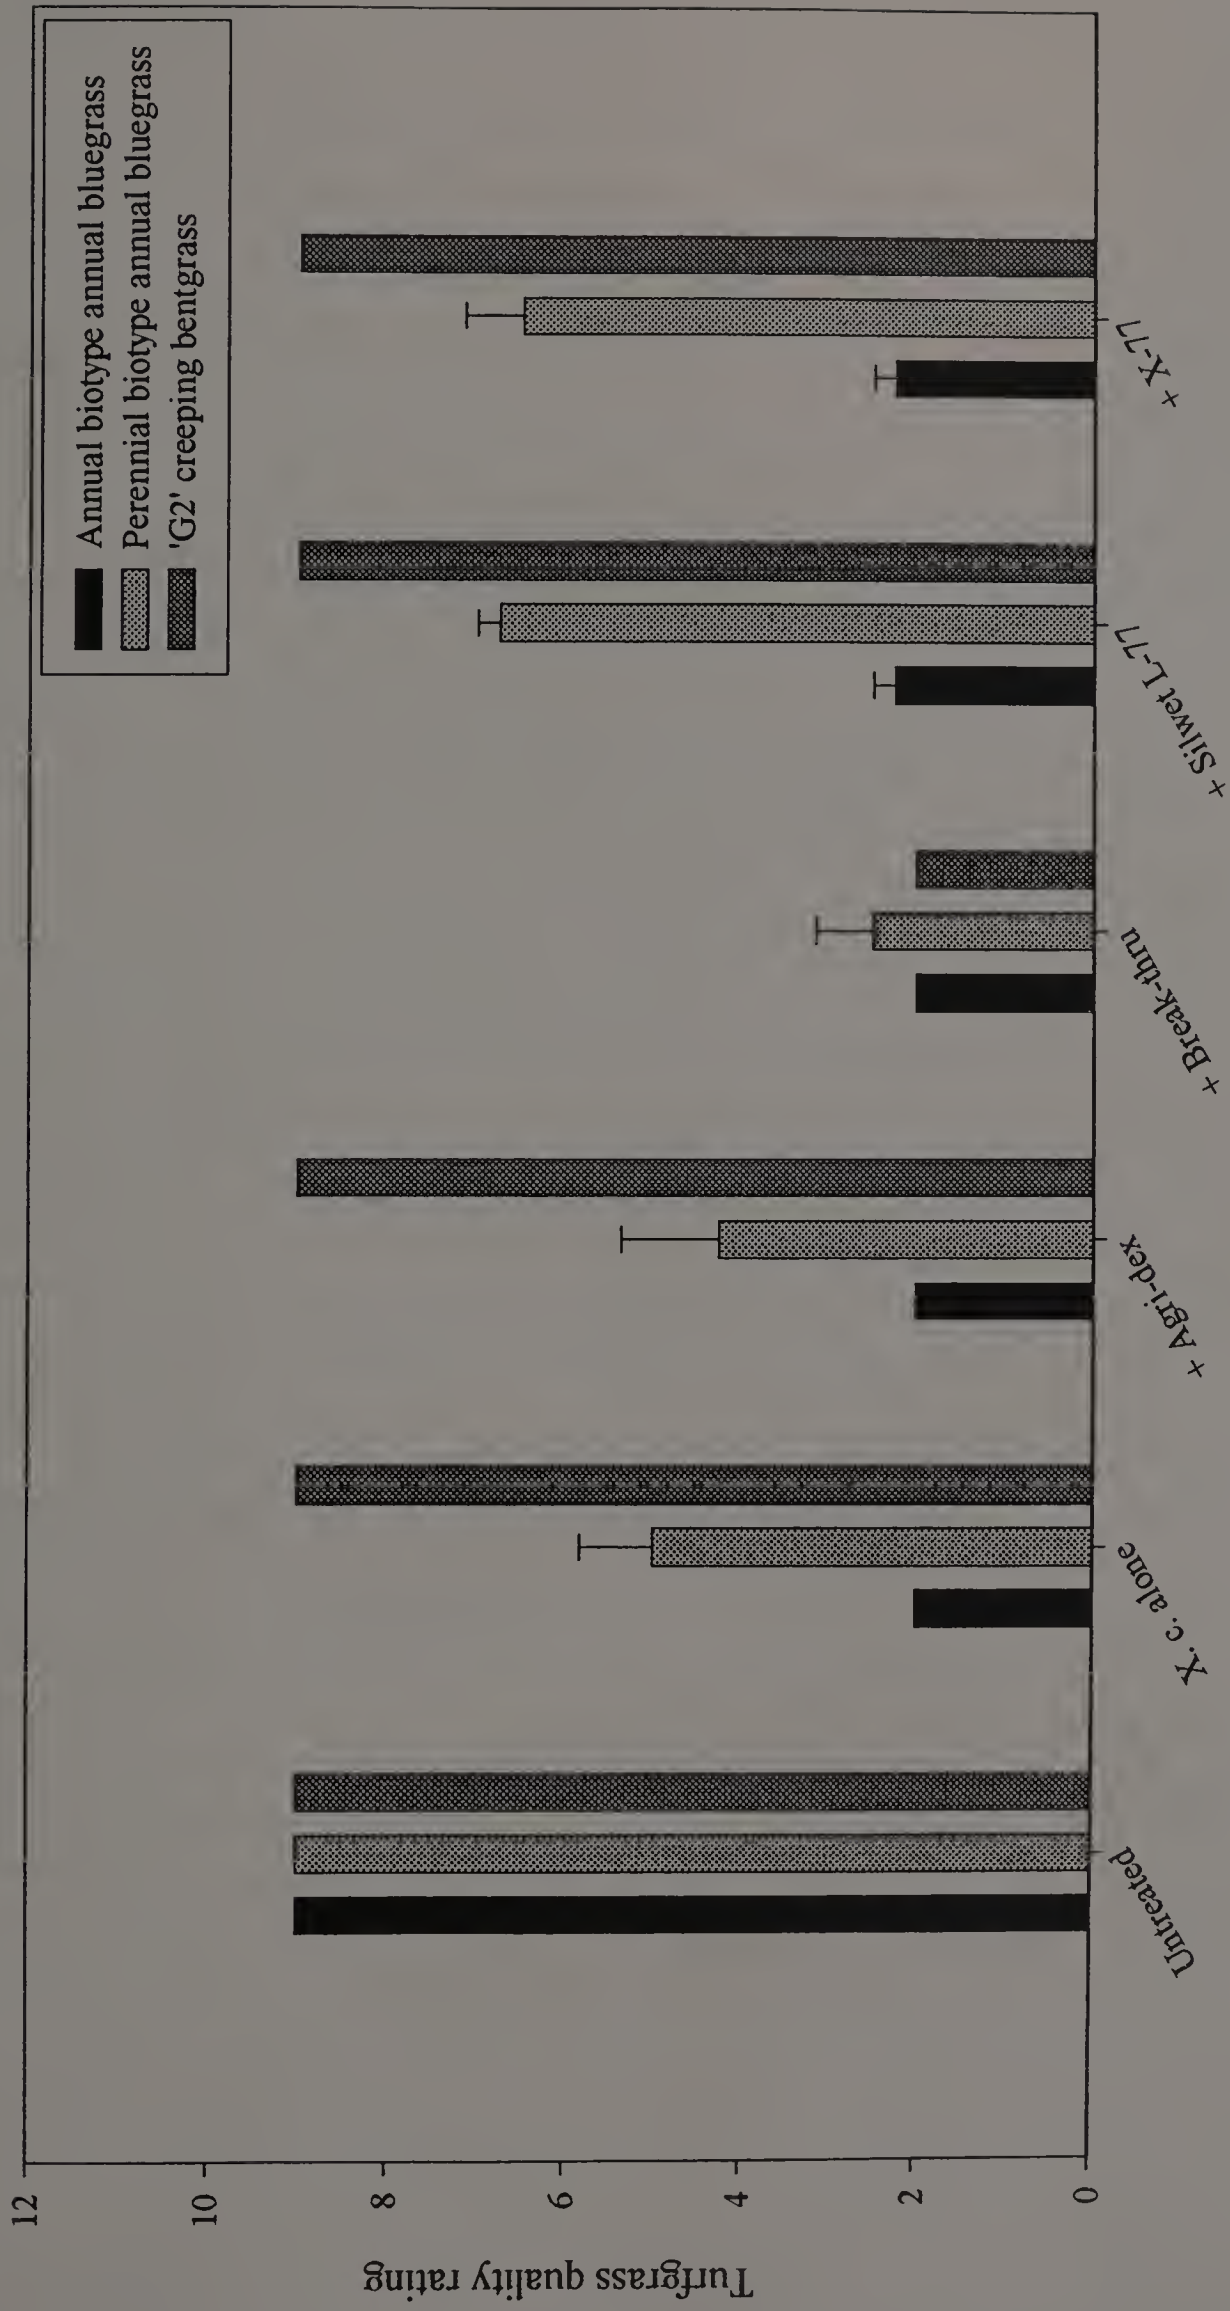 Annual biotype annual bluegrass
Perennial biotype annual bluegrass
'G2' creeping bentgrass
Turfgrass quality rating
12
10
8
6
4
2
0
Untreated
X. c. alone
+ Agri-dex
+ Break-thru
+ Silwet L-77
+ X-77